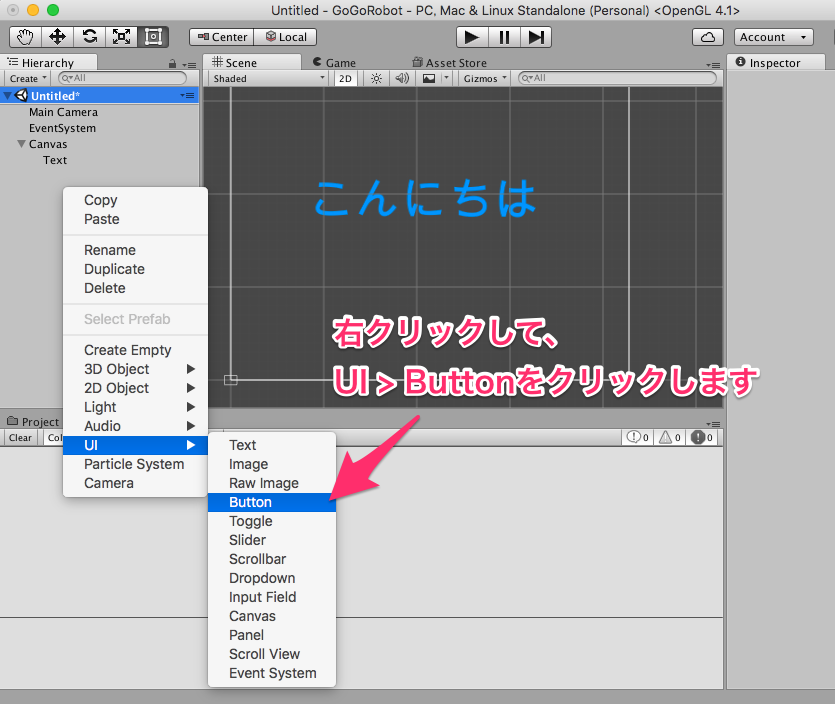 Untitled - GoGoRobot - PC, Mac & Linux Standalone (Personal) <OpenGL 4.1>
Center Local Account
Hierarchy Scene Game Asset Store Inspector
Create All Shaded 2D Gizmos All
Untitled*
Main Camera
EventSystem
Canvas
Text
こんにちは
Copy
Paste
Rename
Duplicate
Delete
Select Prefab
Create Empty
3D Object
2D Object
Light
Audio
UI
Particle System
Camera
右クリックして、
UI > Buttonをクリックします
Project
Clear Col 0 0 0
Text
Image
Raw Image
Button
Toggle
Slider
Scrollbar
Dropdown
Input Field
Canvas
Panel
Scroll View
Event System